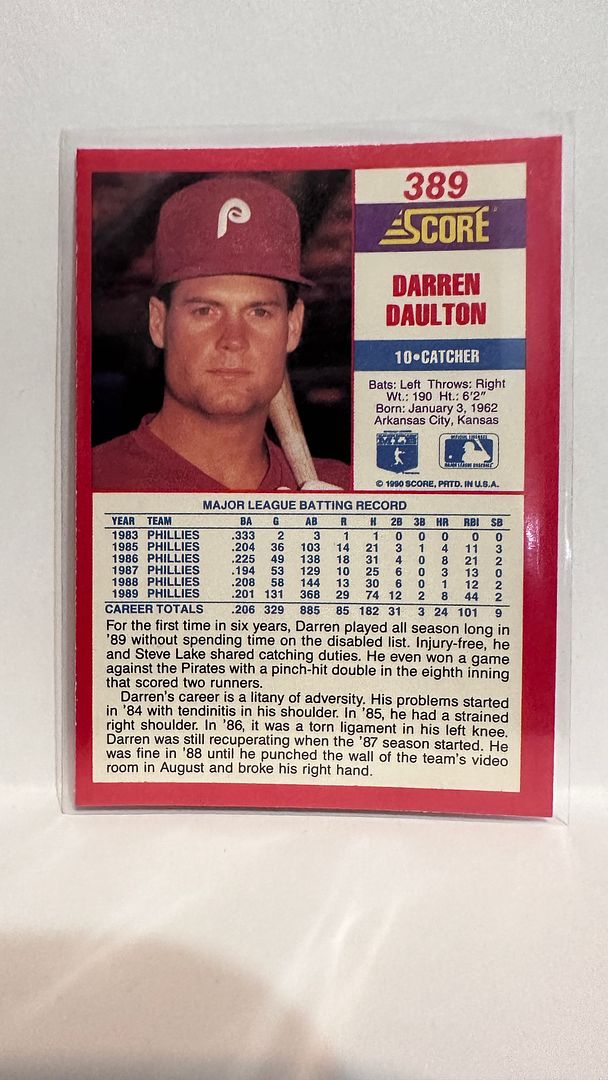 P
389
SCORE
DARREN
DAULTON
10•CATCHER
Bats: Left Throws: Right
Wt.: 190 Ht.: 6'2"
Born: January 3, 1962
Arkansas City, Kansas
MAJOR LEAGUE BASEBALL
© 1990 SCORE, PRTD. IN U.S.A.
MAJOR LEAGUE BATTING RECORD
YEAR TEAM BA G AB R H 2B 3B HR RBI SB
1983 PHILLIES .333 2 3 1 1 0 0 0 0 0
1985 PHILLIES .204 36 103 14 21 3 1 4 11 3
1986 PHILLIES .225 49 138 18 31 4 0 8 21 2
1987 PHILLIES .194 53 129 10 25 6 0 3 13 0
1988 PHILLIES .208 58 144 13 30 6 0 1 12 2
1989 PHILLIES .201 131 368 29 74 12 2 8 44 2
CAREER TOTALS .206 329 885 85 182 31 3 24 101 9
For the first time in six years, Darren played all season long in
'89 without spending time on the disabled list. Injury-free, he
and Steve Lake shared catching duties. He even won a game
against the Pirates with a pinch-hit double in the eighth inning
that scored two runners.
Darren's career is a litany of adversity. His problems started
in '84 with tendinitis in his shoulder. In '85, he had a strained
right shoulder. In '86, it was a torn ligament in his left knee.
Darren was still recuperating when the '87 season started. He
was fine in '88 until he punched the wall of the team's video
room in August and broke his right hand.